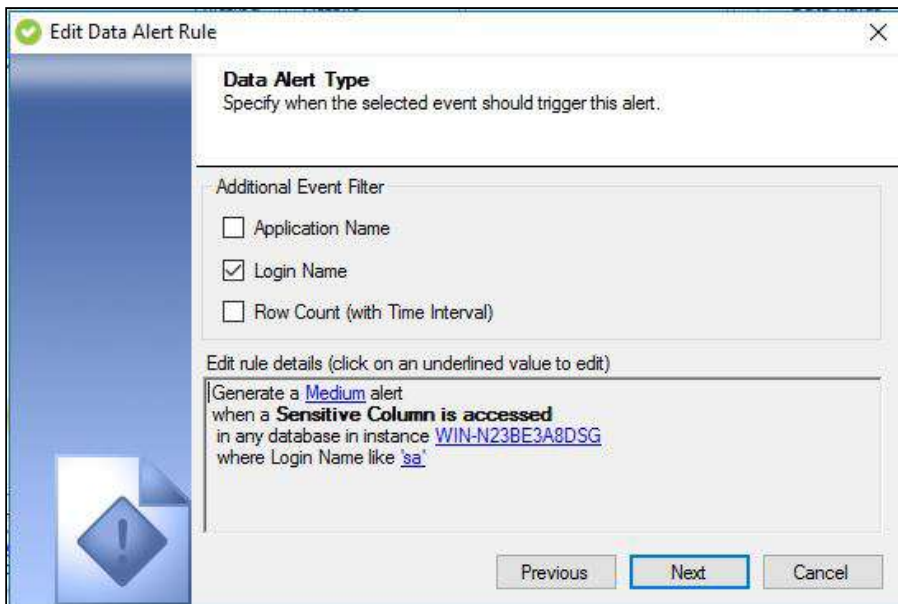 Edit Data Alert Rule
Data Alert Type
Specify when the selected event should trigger this alert.
Additional Event Filter
Application Name
Login Name
Row Count (with Time Interval)
Edit rule details (click on an underlined value to edit)
Generate a Medium alert
when a Sensitive Column is accessed
in any database in instance WIN-N23BE3A8DSG
where Login Name like 'sa'
Previous
Next
Cancel